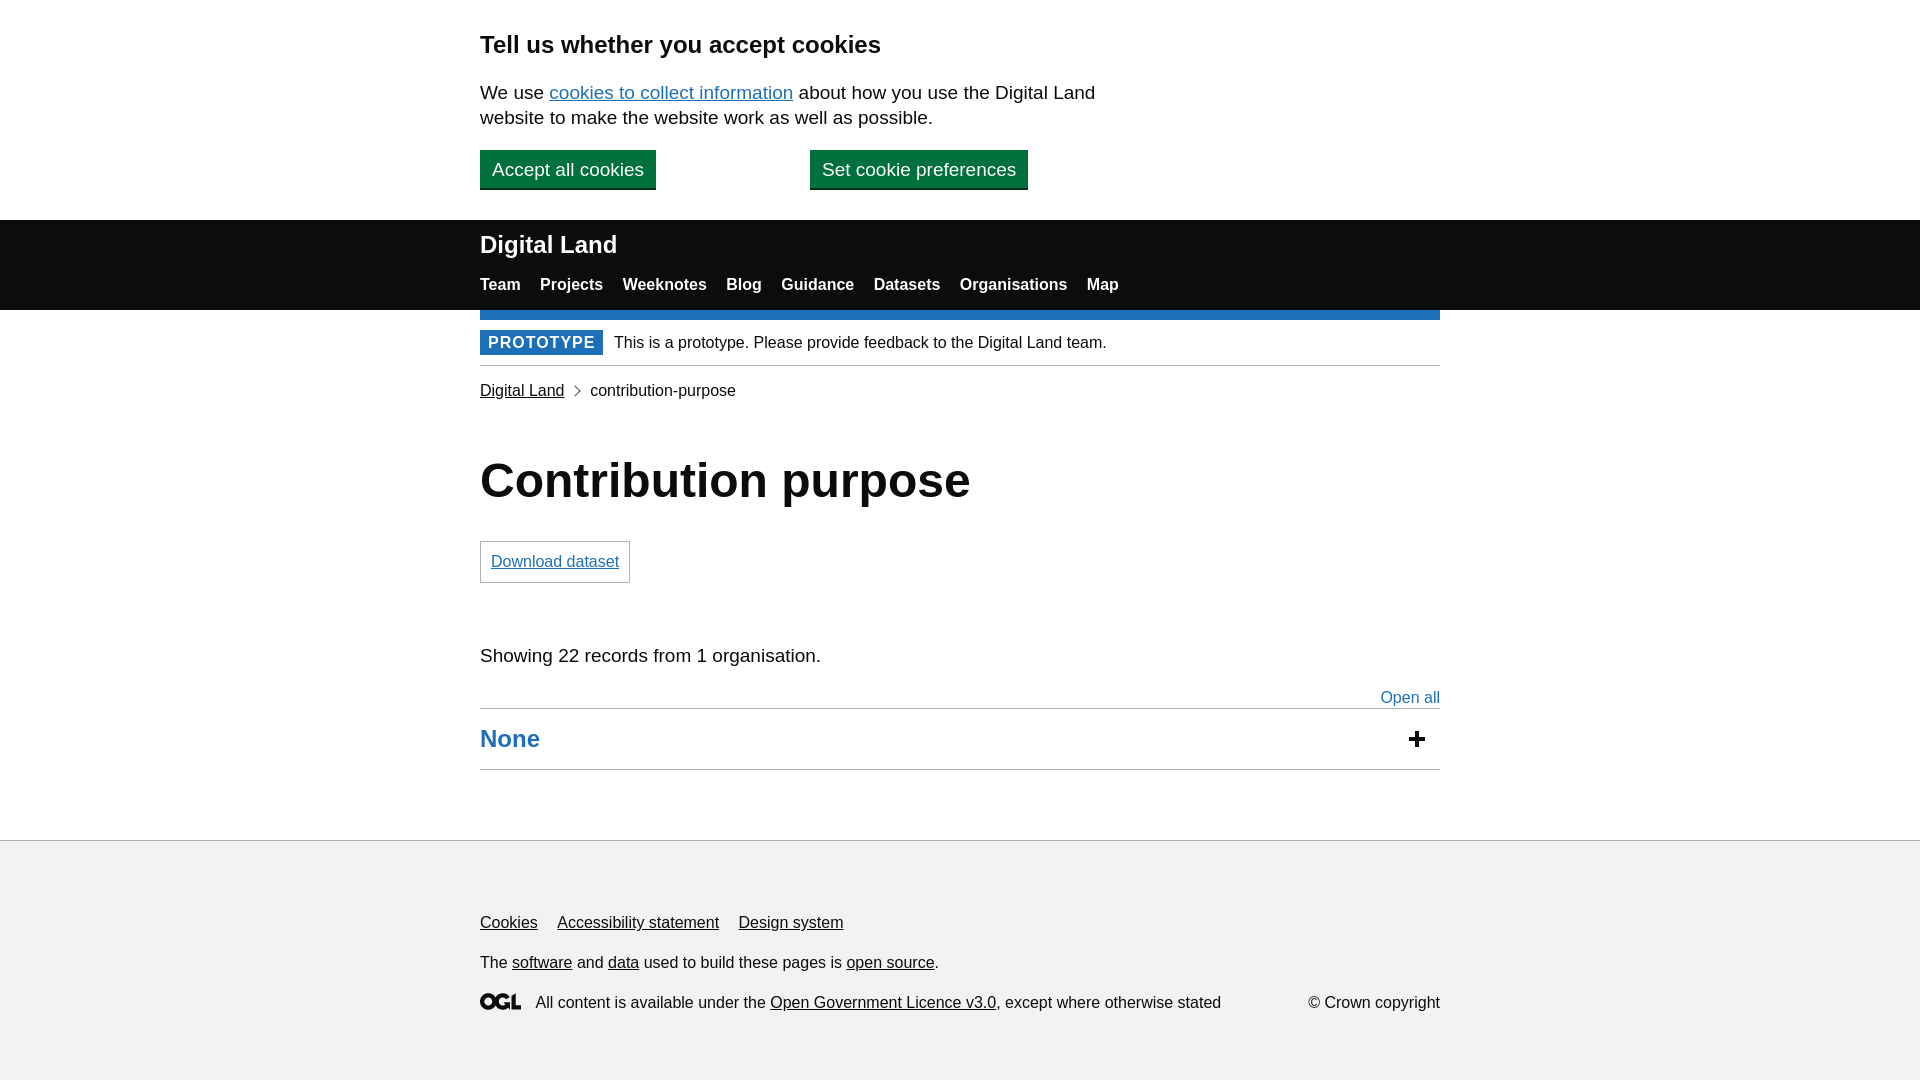 Tell us whether you accept cookies
We use cookies to collect information about how you use the Digital Land
website to make the website work as well as possible.
Accept all cookies
Set cookie preferences
Digital Land
Team Projects Weeknotes Blog Guidance Datasets Organisations Map
PROTOTYPE This is a prototype. Please provide feedback to the Digital Land team.
Digital Land contribution-purpose
Contribution purpose
Download dataset
Showing 22 records from 1 organisation.
Open all
None
Cookies Accessibility statement Design system
The software and data used to build these pages is open source.
OGL All content is available under the Open Government Licence v3.0, except where otherwise stated
© Crown copyright